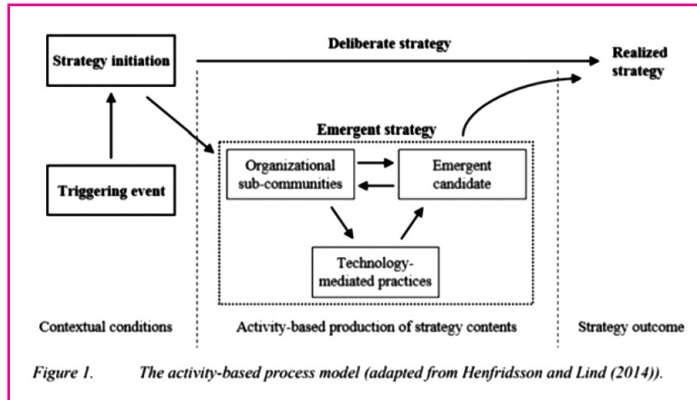 Deliberate strategy
Strategy initiation
Realized
strategy
Emergent strategy
Organizational
sub-communities
Emergent
candidate
Triggering event
Technology-
mediated practices
Contextual conditions
Activity-based production of strategy contents
Strategy outcome
Figure 1. The activity-based process model (adapted from Henfridsson and Lind (2014)).